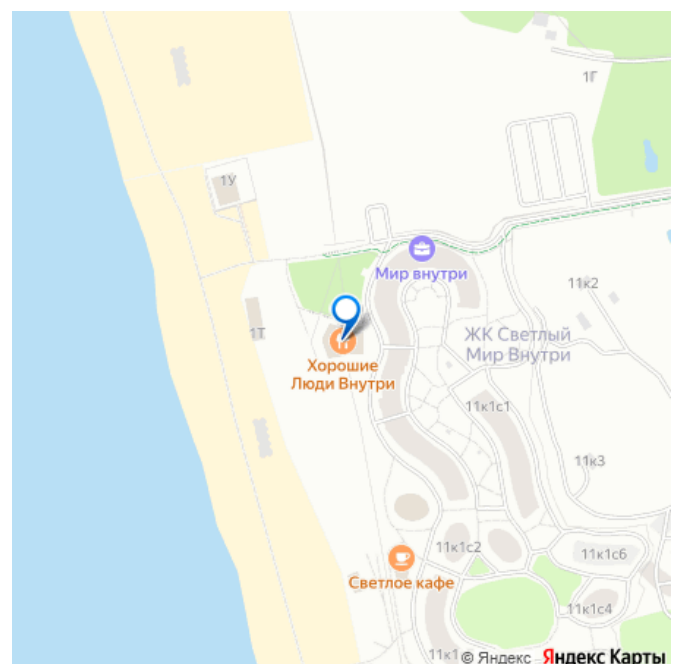 1Г
1У
Мир внутри
11к2
1Т
ЖК Светлый
Мир Внутри
Хорошие
Люди Внутри
11к1с1
11к3
11к1с2
11к1с6
Светлое кафе
11к1с4
11к1
© Яндекс Яндекс Карты